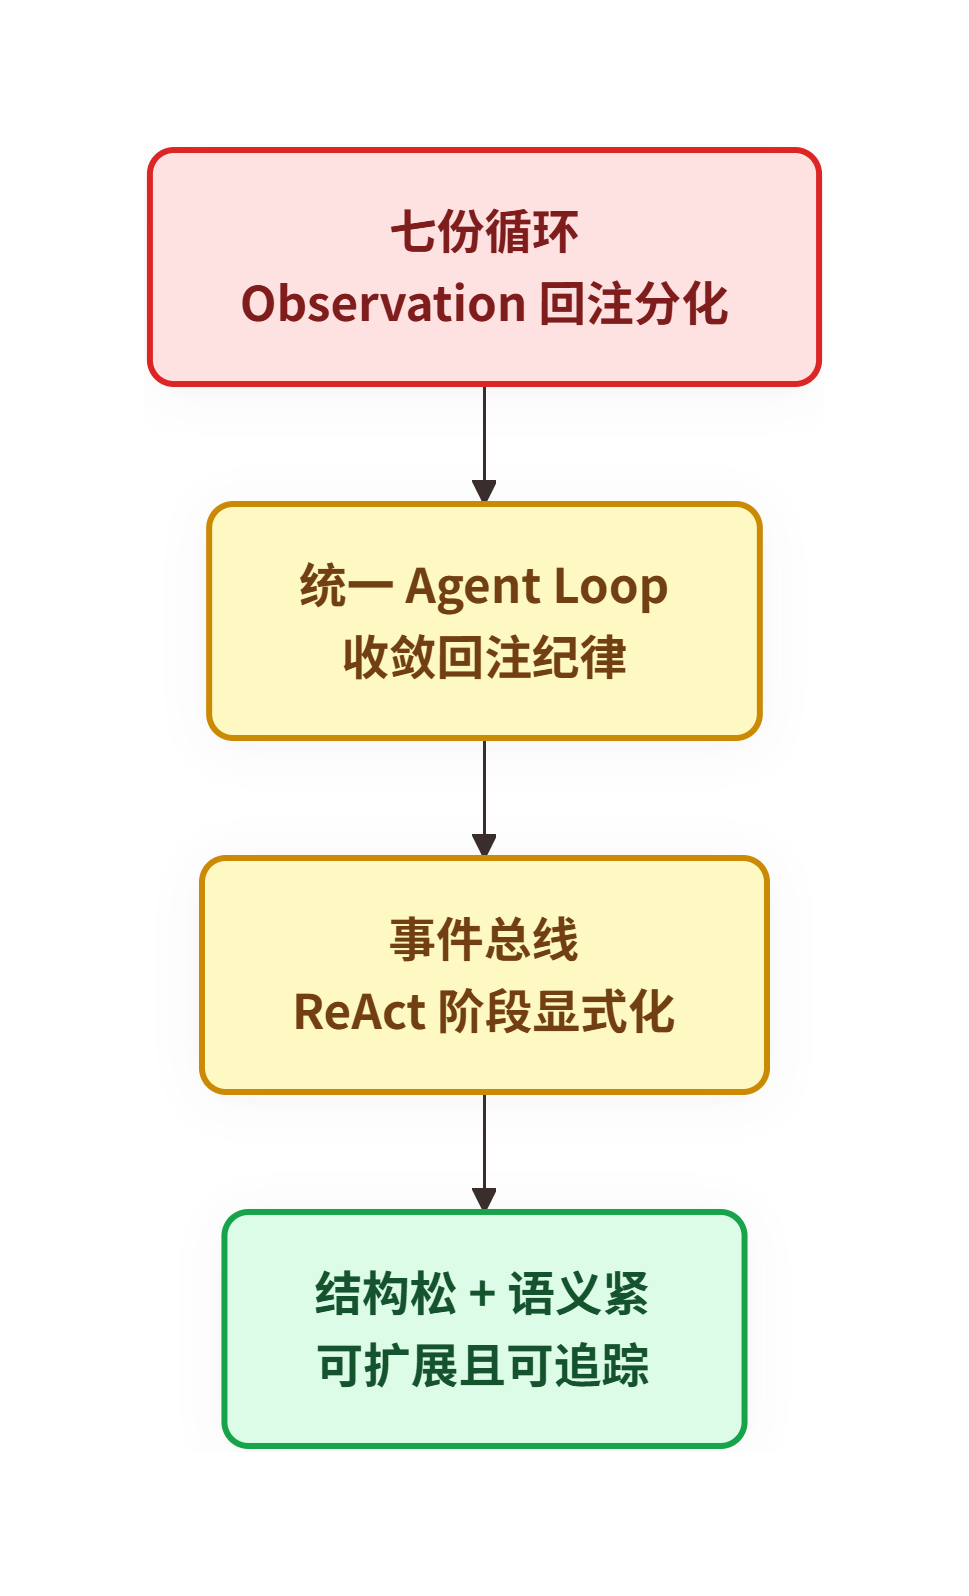 七份循环
Observation 回注分化
统一 Agent Loop
收敛回注纪律
事件总线
ReAct 阶段显式化
结构松 + 语义紧
可扩展且可追踪